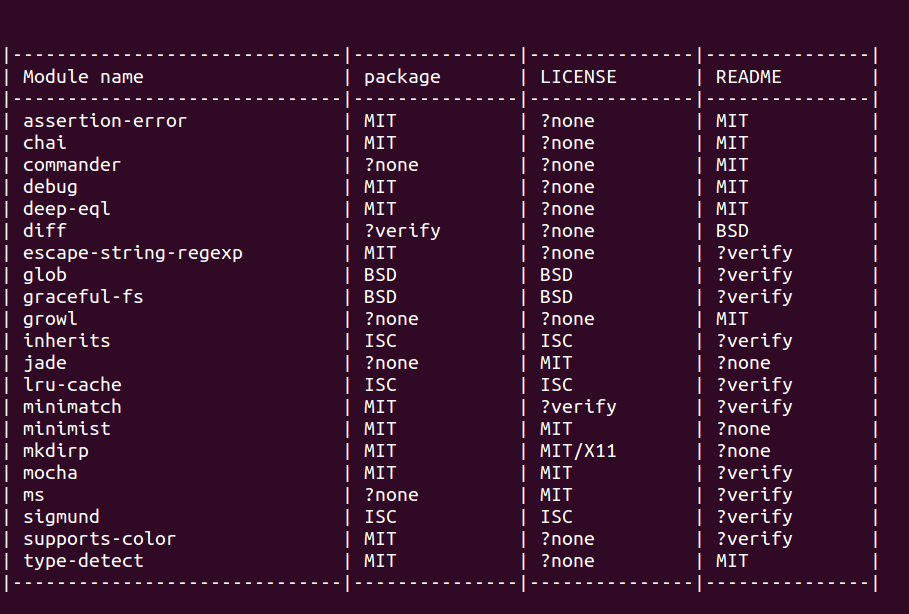 |------------------------------|---------------|---------------|---------------|
| Module name                  | package       | LICENSE       | README        |
|------------------------------|---------------|---------------|---------------|
| assertion-error              | MIT           | ?none         | MIT           |
| chai                         | MIT           | ?none         | MIT           |
| commander                    | ?none         | ?none         | MIT           |
| debug                        | MIT           | ?none         | MIT           |
| deep-eql                     | MIT           | ?none         | MIT           |
| diff                         | ?verify       | ?none         | BSD           |
| escape-string-regexp         | MIT           | ?none         | ?verify       |
| glob                         | BSD           | BSD           | ?verify       |
| graceful-fs                  | BSD           | BSD           | ?verify       |
| growl                        | ?none         | ?none         | MIT           |
| inherits                     | ISC           | ISC           | ?verify       |
| jade                         | ?none         | MIT           | ?none         |
| lru-cache                    | ISC           | ISC           | ?verify       |
| minimatch                    | MIT           | ?verify       | ?verify       |
| minimist                     | MIT           | MIT           | ?none         |
| mkdirp                       | MIT           | MIT/X11       | ?none         |
| mocha                        | MIT           | MIT           | ?verify       |
| ms                           | ?none         | MIT           | ?verify       |
| sigmund                      | ISC           | ISC           | ?verify       |
| supports-color               | MIT           | ?none         | ?verify       |
| type-detect                  | MIT           | ?none         | MIT           |
|------------------------------|---------------|---------------|---------------|